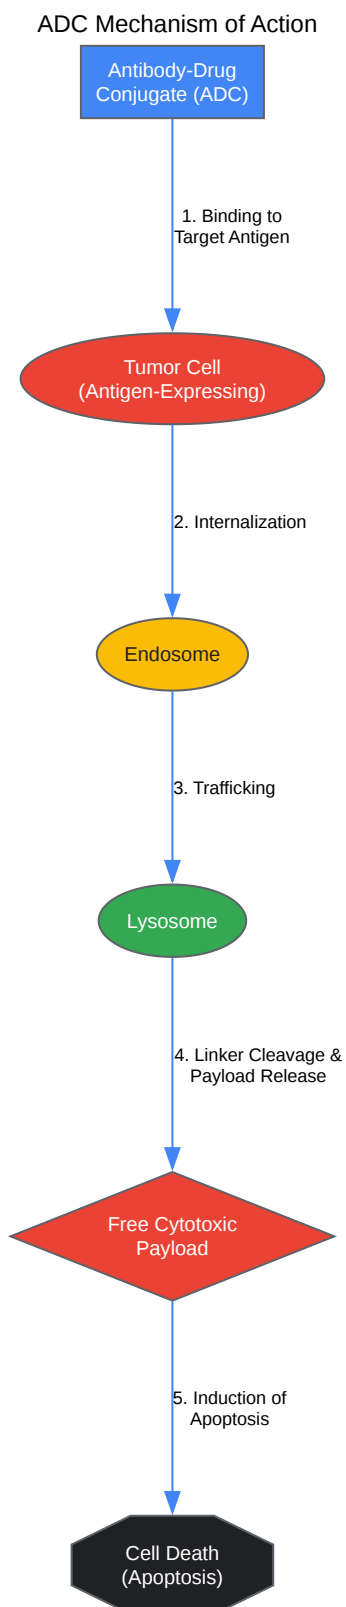 ADC Mechanism of Action
Antibody-Drug
Conjugate (ADC)
1. Binding to
Target Antigen
Tumor Cell
(Antigen-Expressing)
2. Internalization
Endosome
3. Trafficking
Lysosome
4. Linker Cleavage &
Payload Release
Free Cytotoxic
Payload
5. Induction of
Apoptosis
Cell Death
(Apoptosis)